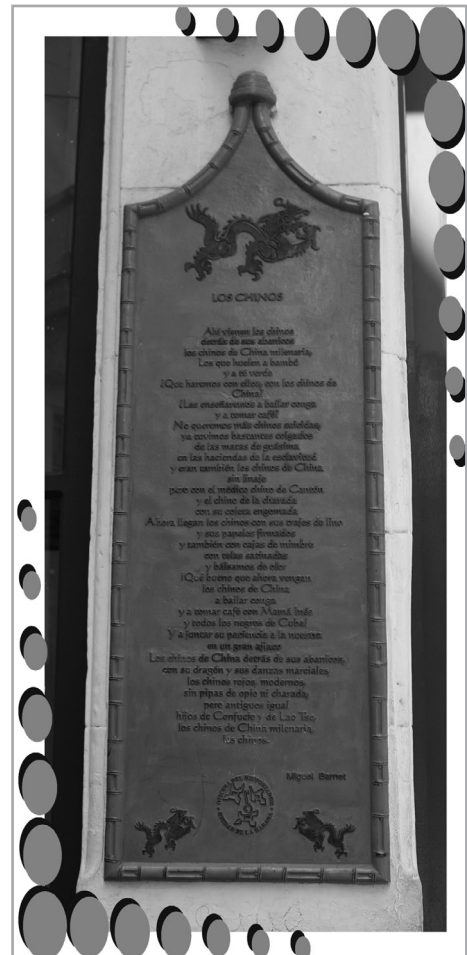 LOS CHINOS
Ahí vienen los chinos
detrás de sus abanicos
los chinos de China milenaria,
Los que huelen a bambú
y a té verde
¿Que haremos con ellos, con los chinos de
China?
¿Les enseñaremos a bailar conga
y a tomar café?
No queremos más chinos suicidas,
ya tuvimos bastantes colgados
de las matas de guásima,
en las haciendas de la esclavitud
y eran también los chinos de China,
sin linaje
pero con el médico chino de Cantón
y el chino de la charada
con su coleta engomada
Ahora llegan los chinos con sus trajes de lino
y sus papeles firmados
y también con cajas de mimbre
con telas satinadas
y bálsamos de olor
¡Qué bueno que ahora vengan
los chinos de China
a bailar conga
y a tomar café con Mamá Inés
y todos los negros de Cuba!
Y a juntar su paciencia a la nuestra
en un gran ajiaco
Los chinos de China detrás de sus abanicos,
con su dragón y sus danzas marciales,
los chinos rojos, modernos,
sin pipas de opio ni charada,
pero antiguos igual
hijos de Confucio y de Lao Tse,
los chinos de China milenaria,
los chinos.
Miguel Barnet
OFICINA DEL HISTORIADOR
CIUDAD DE LA HABANA